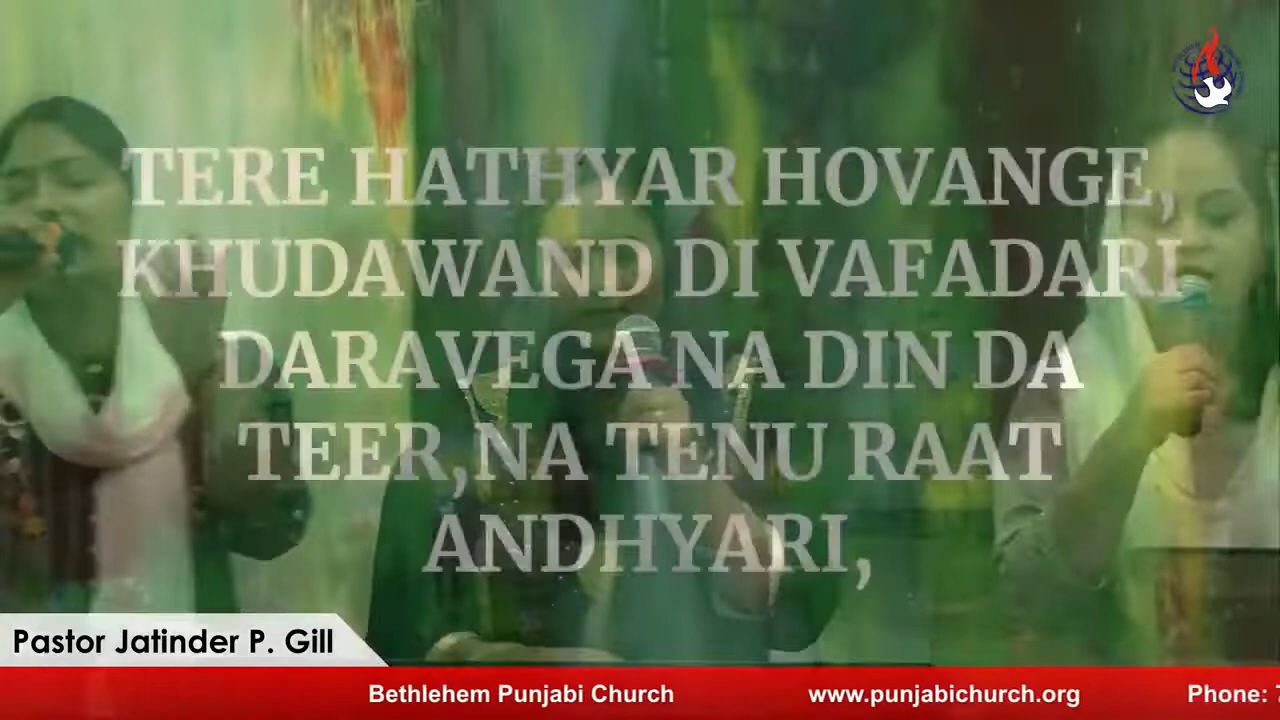 TERE HATHYAR HOVANGE,
KHUDAWAND DI VAFADARI
DARAVEGA NA DIN DA
TEER,NA TENU RAAT
ANDHYARI,
Pastor Jatinder P. Gill
Bethlehem Punjabi Church www.punjabichurch.org Phone: